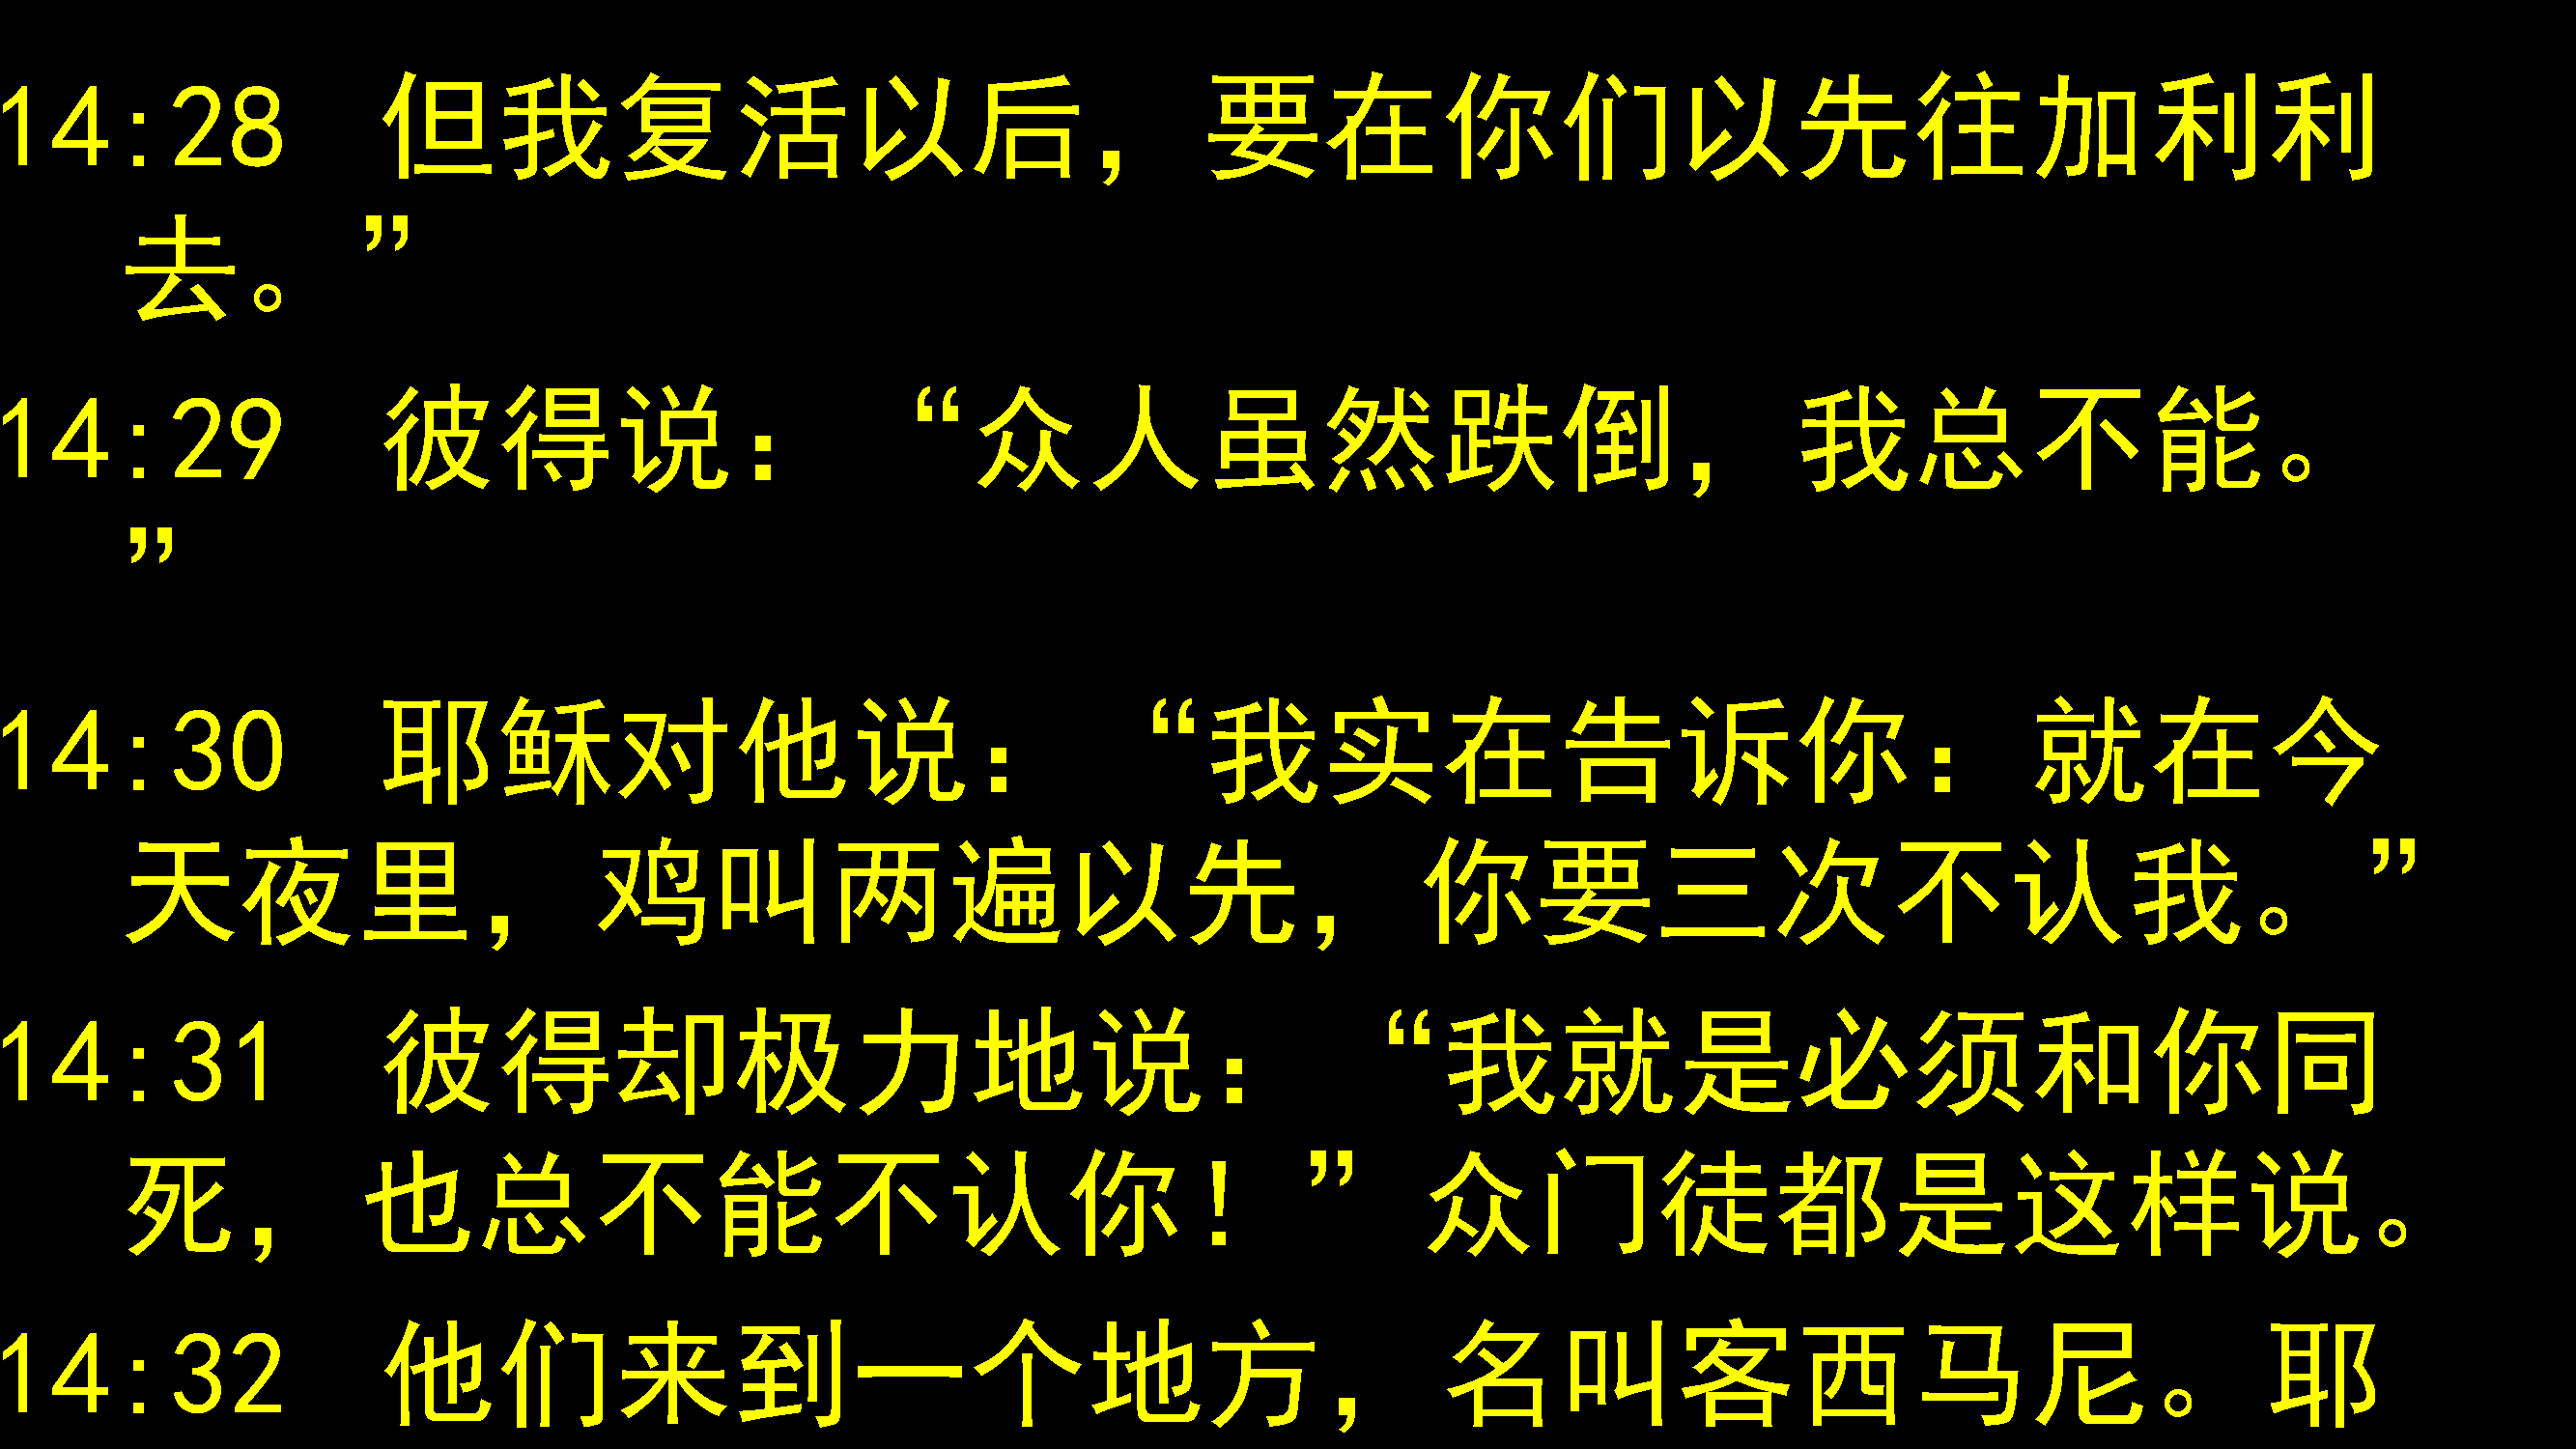 14:28 但我复活以后，要在你们以先往加利利
去。”
14:29 彼得说：“众人虽然跌倒，我总不能。
”
14:30 耶稣对他说：“我实在告诉你：就在今
天夜里，鸡叫两遍以先，你要三次不认我。”
14:31 彼得却极力地说：“我就是必须和你同
死，也总不能不认你！”众门徒都是这样说。
14:32 他们来到一个地方，名叫客西马尼。耶